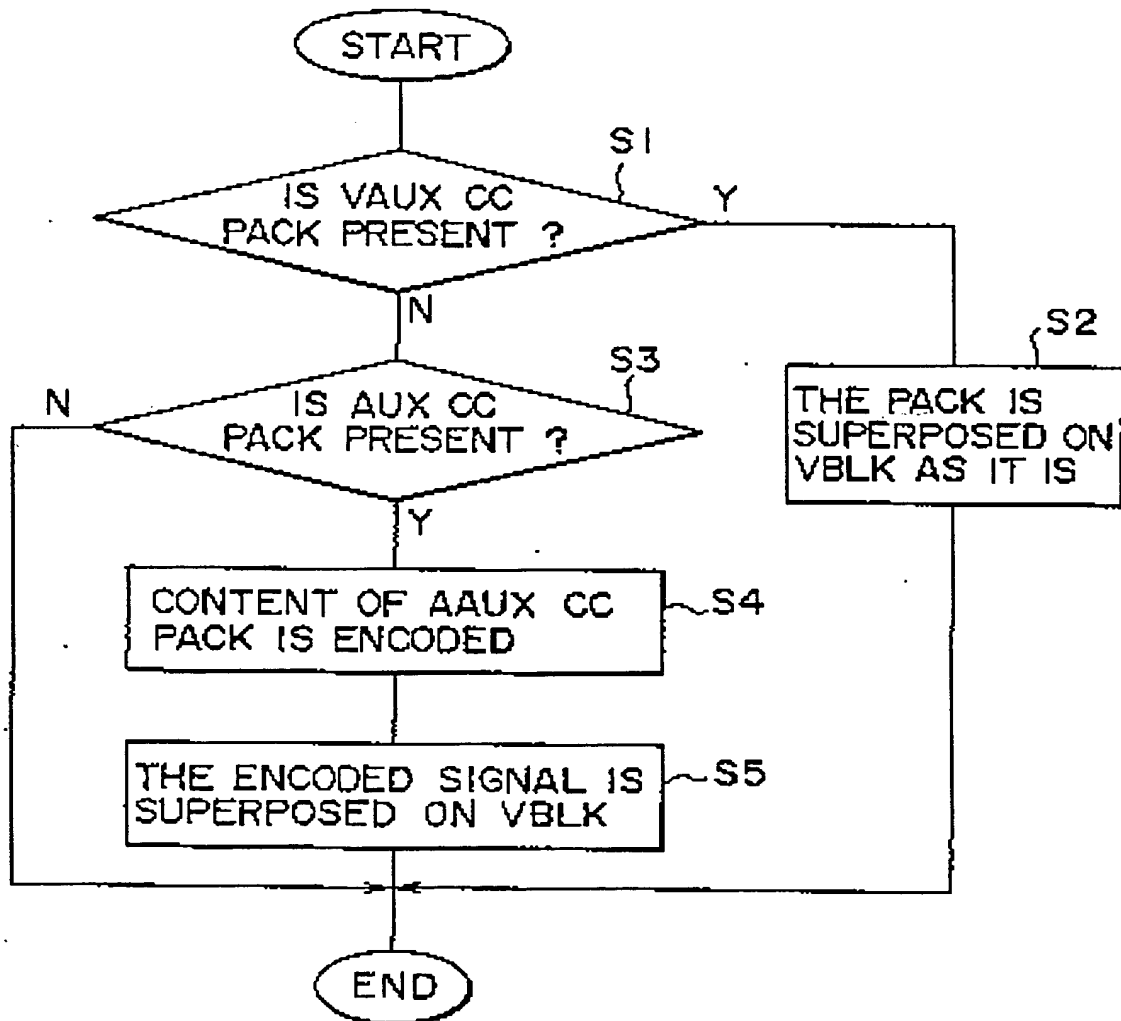 START
S1
IS VAUX CC
PACK PRESENT ?
Y
N
S2
THE PACK IS
SUPERPOSED ON
VBLK AS IT IS
S3
N
IS AUX CC
PACK PRESENT ?
Y
CONTENT OF AAUX CC
PACK IS ENCODED
S4
THE ENCODED SIGNAL IS
SUPERPOSED ON VBLK
S5
END